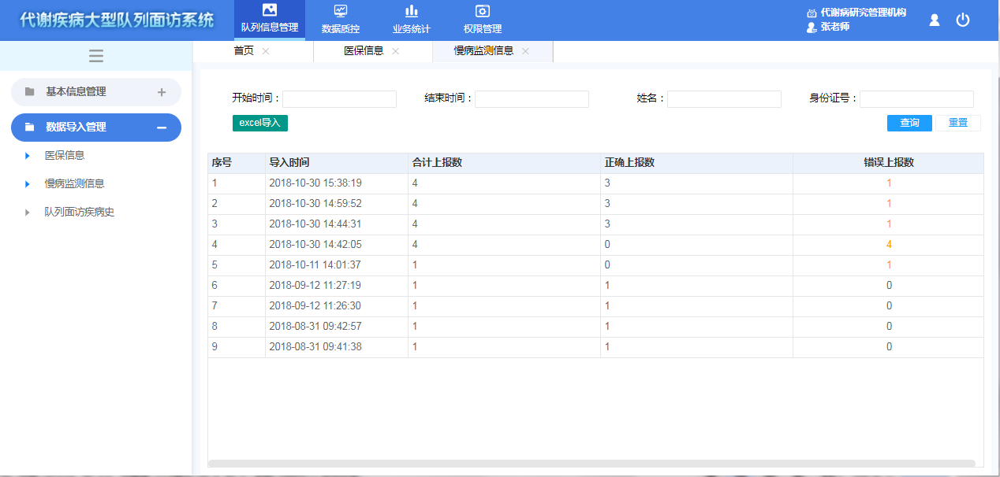 代谢疾病大型队列面访系统
队列信息管理
数据质控
业务统计
权限管理
代谢病研究管理机构
张老师
首页
医保信息
慢病监测信息
基本信息管理
数据导入管理
医保信息
慢病监测信息
队列面访疾病史
开始时间：
结束时间：
姓名：
身份证号：
excel导入
查询
重置
序号 导入时间 合计上报数 正确上报数 错误上报数
1 2018-10-30 15:38:19 4 3 1
2 2018-10-30 14:59:52 4 3 1
3 2018-10-30 14:44:31 4 3 1
4 2018-10-30 14:42:05 4 0 4
5 2018-10-11 14:01:37 1 0 1
6 2018-09-12 11:27:19 1 1 0
7 2018-09-12 11:26:30 1 1 0
8 2018-08-31 09:42:57 1 1 0
9 2018-08-31 09:41:38 1 1 0